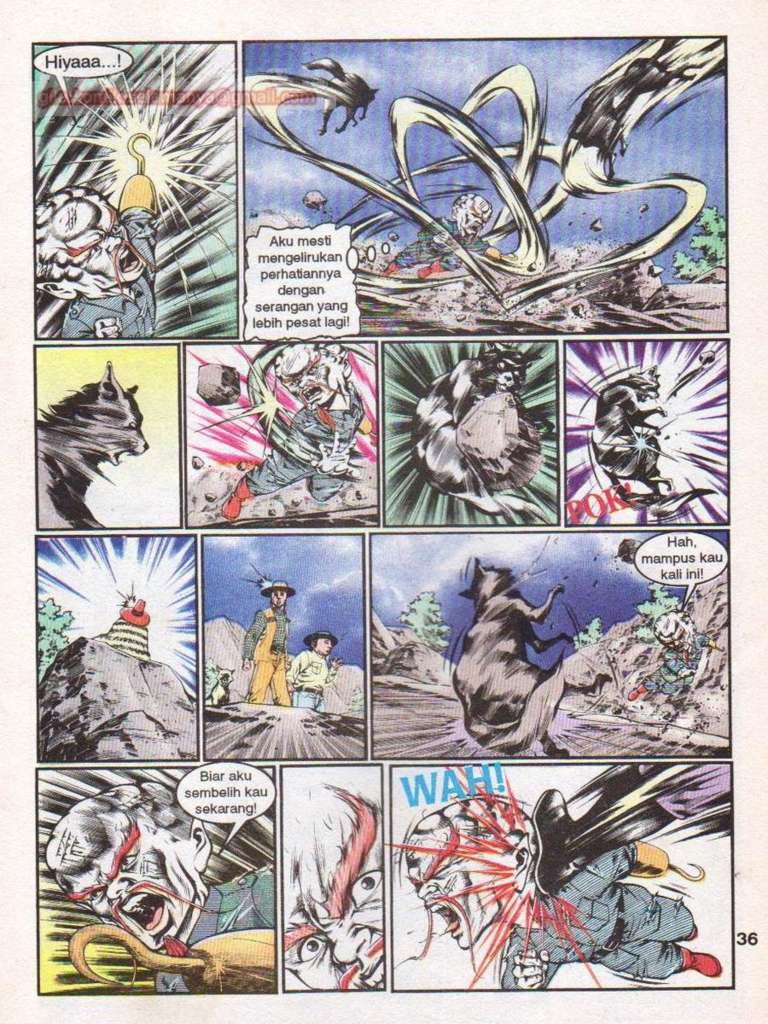 Hiyaaa...!
Aku mesti
mengelirukan
perhatiannya
dengan
serangan yang
lebih pesat lagi!
POK!
Hah,
mampus kau
kali ini!
Biar aku
sembelih kau
sekarang!
WAH!
36